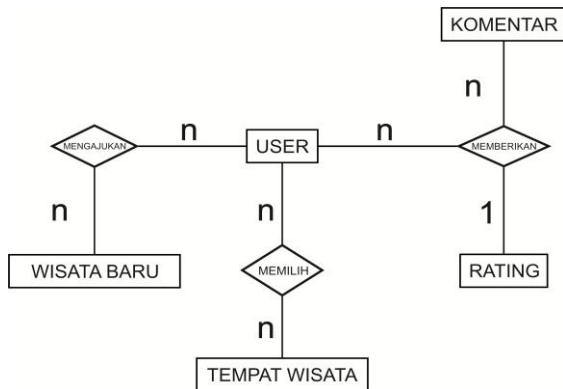 KOMENTAR
n
MENGAJUKAN
n
USER
n
MEMBERIKAN
n
n
1
WISATA BARU
MEMILIH
RATING
n
TEMPAT WISATA